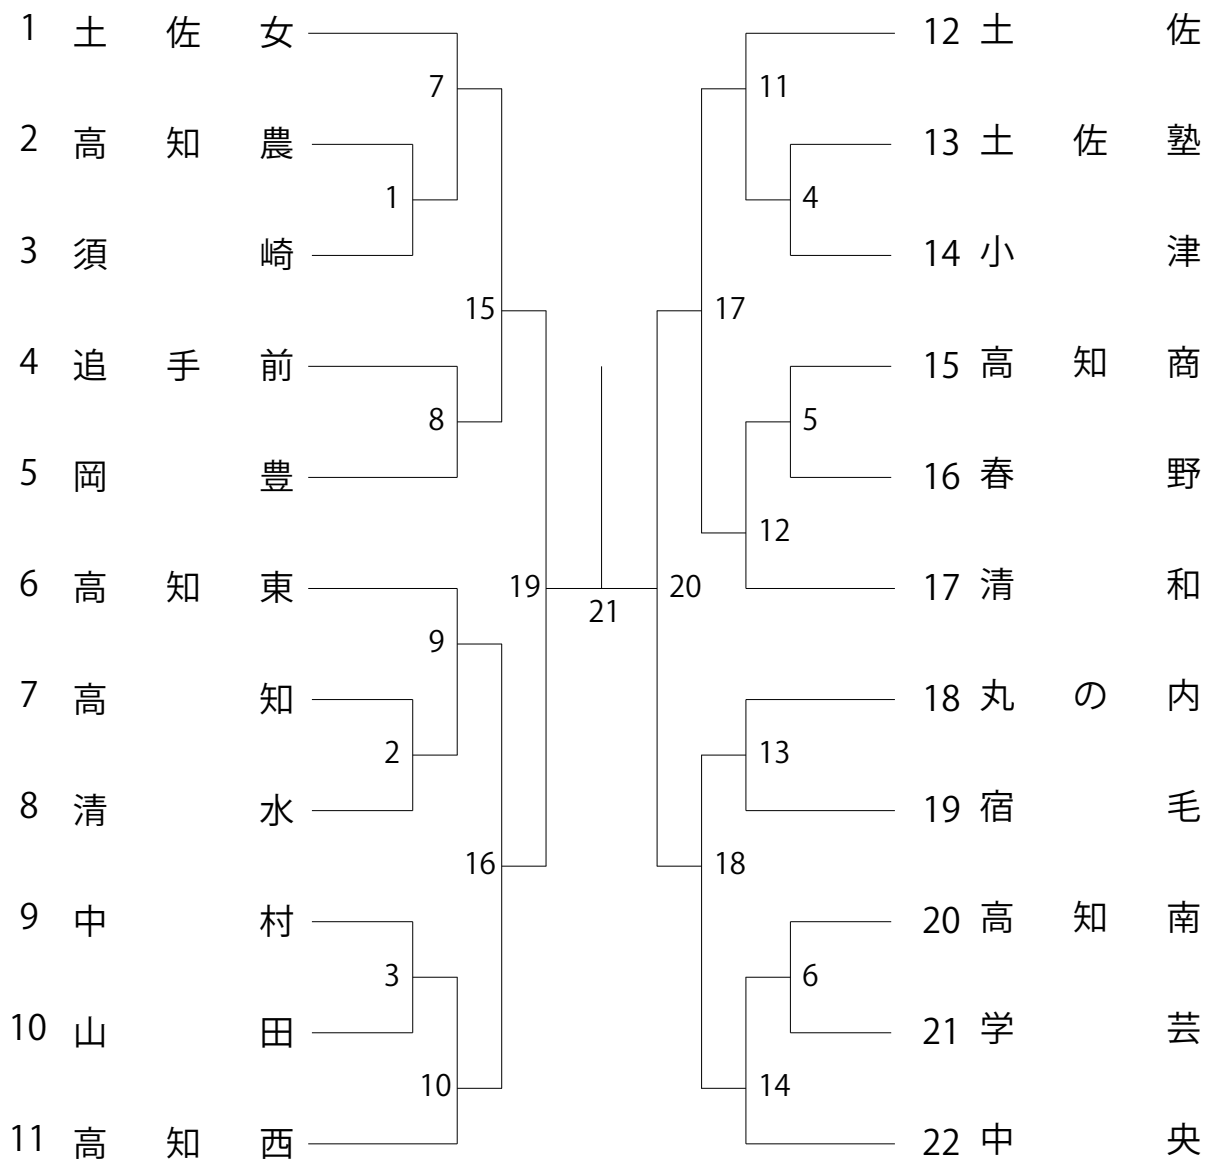 1 土佐女
2 高知農
3 須崎
4 追手前
5 岡豊
6 高知東
7 高知
8 清水
9 中村
10 山田
11 高知西
7
1
15
8
19
9
2
16
3
10
21
11
4
17
5
12
20
13
18
6
14
12 土佐
13 土佐塾
14 小津
15 高知商
16 春野
17 清和
18 丸の内
19 宿毛
20 高知南
21 学芸
22 中央